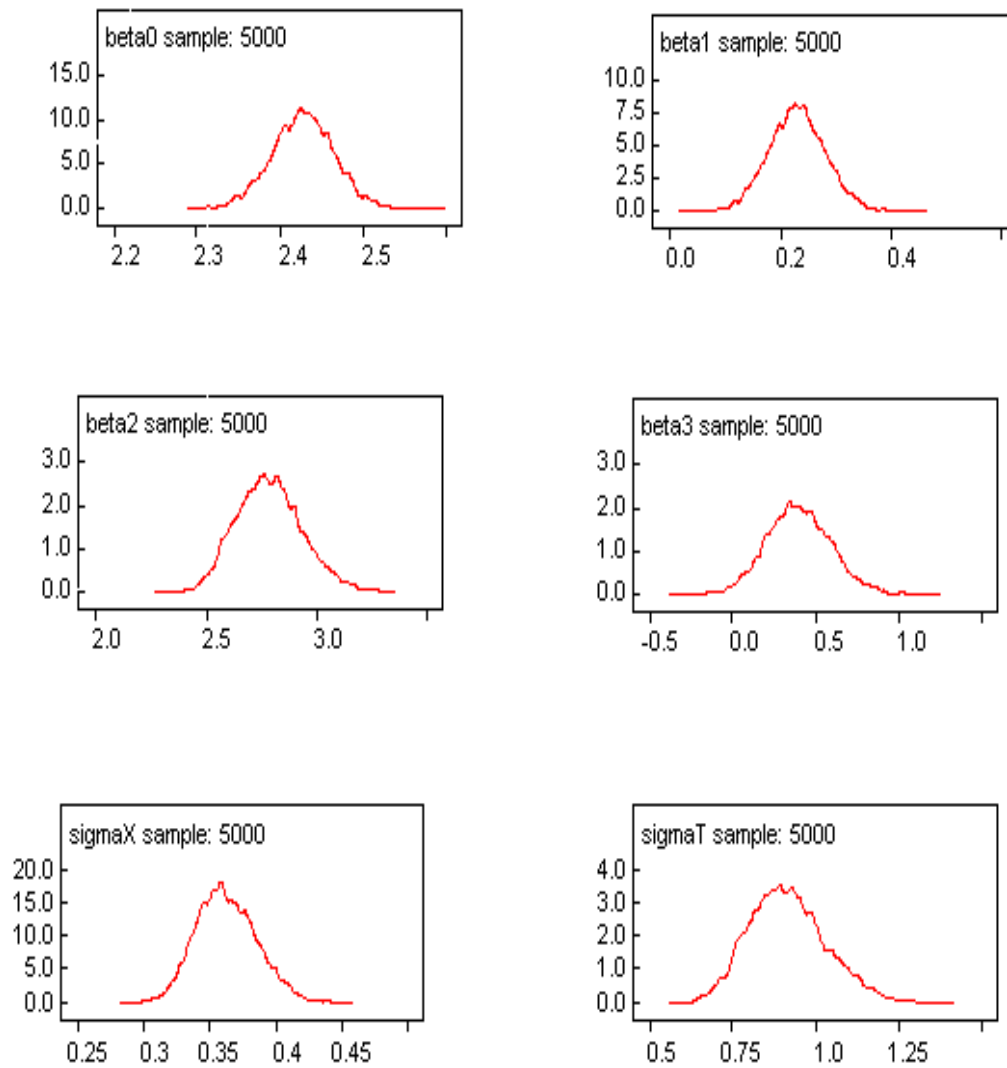 beta0 sample: 5000
15.0
10.0
5.0
0.0
2.2 2.3 2.4 2.5
beta1 sample: 5000
10.0
7.5
5.0
2.5
0.0
0.0 0.2 0.4
beta2 sample: 5000
3.0
2.0
1.0
0.0
2.0 2.5 3.0
beta3 sample: 5000
3.0
2.0
1.0
0.0
-0.5 0.0 0.5 1.0
sigmaX sample: 5000
20.0
15.0
10.0
5.0
0.0
0.25 0.3 0.35 0.4 0.45
sigmaT sample: 5000
4.0
3.0
2.0
1.0
0.0
0.5 0.75 1.0 1.25